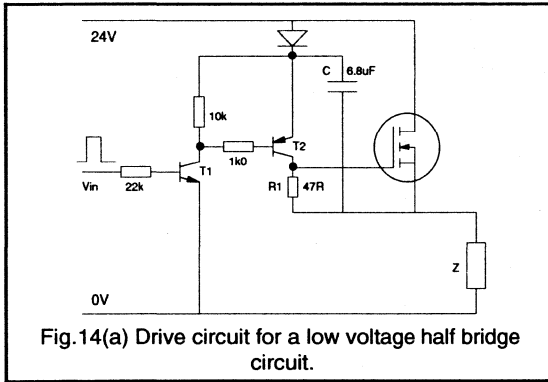 24V
C 6.8uF
10k
T2
1k0
T1
R1 47R
Vin
22k
Z
0V
Fig.14(a) Drive circuit for a low voltage half bridge
circuit.